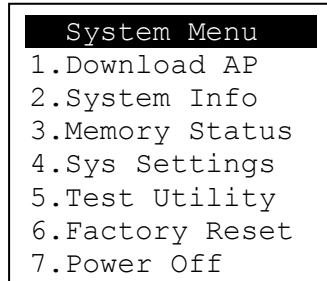 System Menu
1.Download AP
2.System Info
3.Memory Status
4.Sys Settings
5.Test Utility
6.Factory Reset
7.Power Off